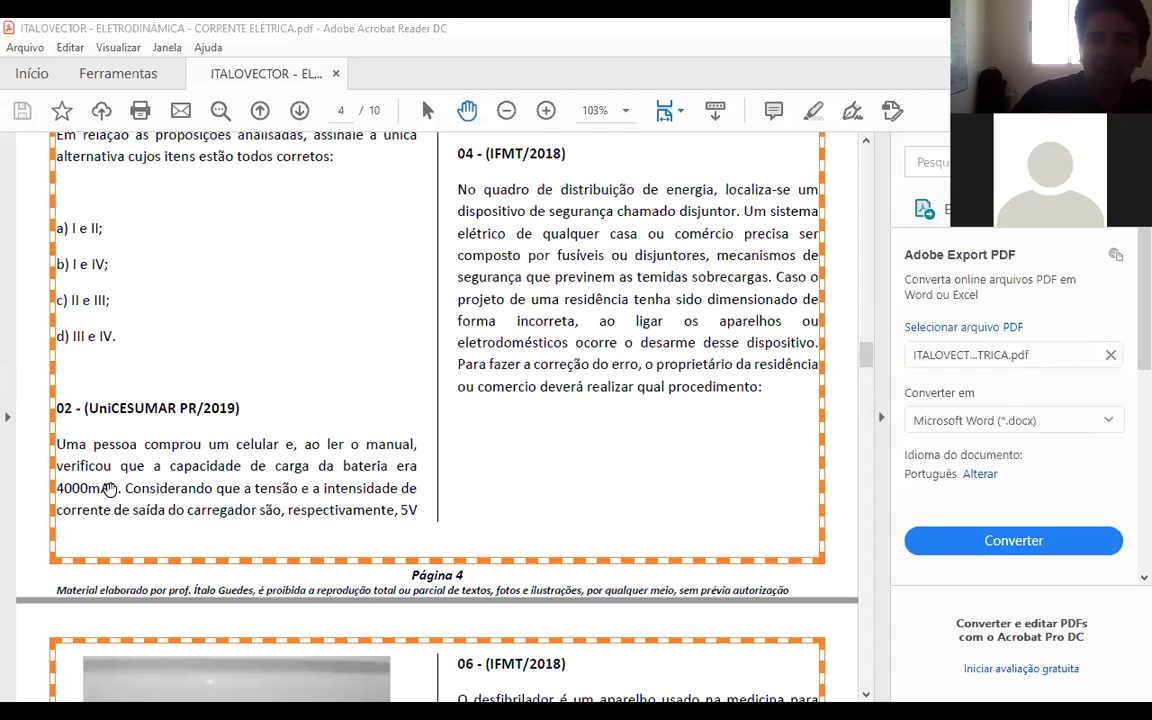 ITALOVECTOR - ELETRODINÂMICA - CORRENTE ELÉTRICA.pdf - Adobe Acrobat Reader DC
Arquivo Editar Visualizar Janela Ajuda
Início Ferramentas ITALOVECTOR - EL... ×
4 / 10 103%
Em relação às proposições analisadas, assinale a única
alternativa cujos itens estão todos corretos:
a) I e II;
b) I e IV;
c) II e III;
d) III e IV.
02 - (UniCESUMAR PR/2019)
Uma pessoa comprou um celular e, ao ler o manual,
verificou que a capacidade de carga da bateria era
4000mAh. Considerando que a tensão e a intensidade de
corrente de saída do carregador são, respectivamente, 5V
04 - (IFMT/2018)
No quadro de distribuição de energia, localiza-se um
dispositivo de segurança chamado disjuntor. Um sistema
elétrico de qualquer casa ou comércio precisa ser
composto por fusíveis ou disjuntores, mecanismos de
segurança que previnem as temidas sobrecargas. Caso o
projeto de uma residência tenha sido dimensionado de
forma incorreta, ao ligar os aparelhos ou
eletrodomésticos ocorre o desarme desse dispositivo.
Para fazer a correção do erro, o proprietário da residência
ou comercio deverá realizar qual procedimento:
Página 4
Material elaborado por prof. Ítalo Guedes, é proibida a reprodução total ou parcial de textos, fotos e ilustrações, por qualquer meio, sem prévia autorização
06 - (IFMT/2018)
O desfibrilador é um aparelho usado na medicina para
Pesqu
E
Adobe Export PDF
Converta online arquivos PDF em
Word ou Excel
Selecionar arquivo PDF
ITALOVECT...TRICA.pdf
Converter em
Microsoft Word (*.docx)
Idioma do documento:
Português Alterar
Converter
Converter e editar PDFs
com o Acrobat Pro DC
Iniciar avaliação gratuita